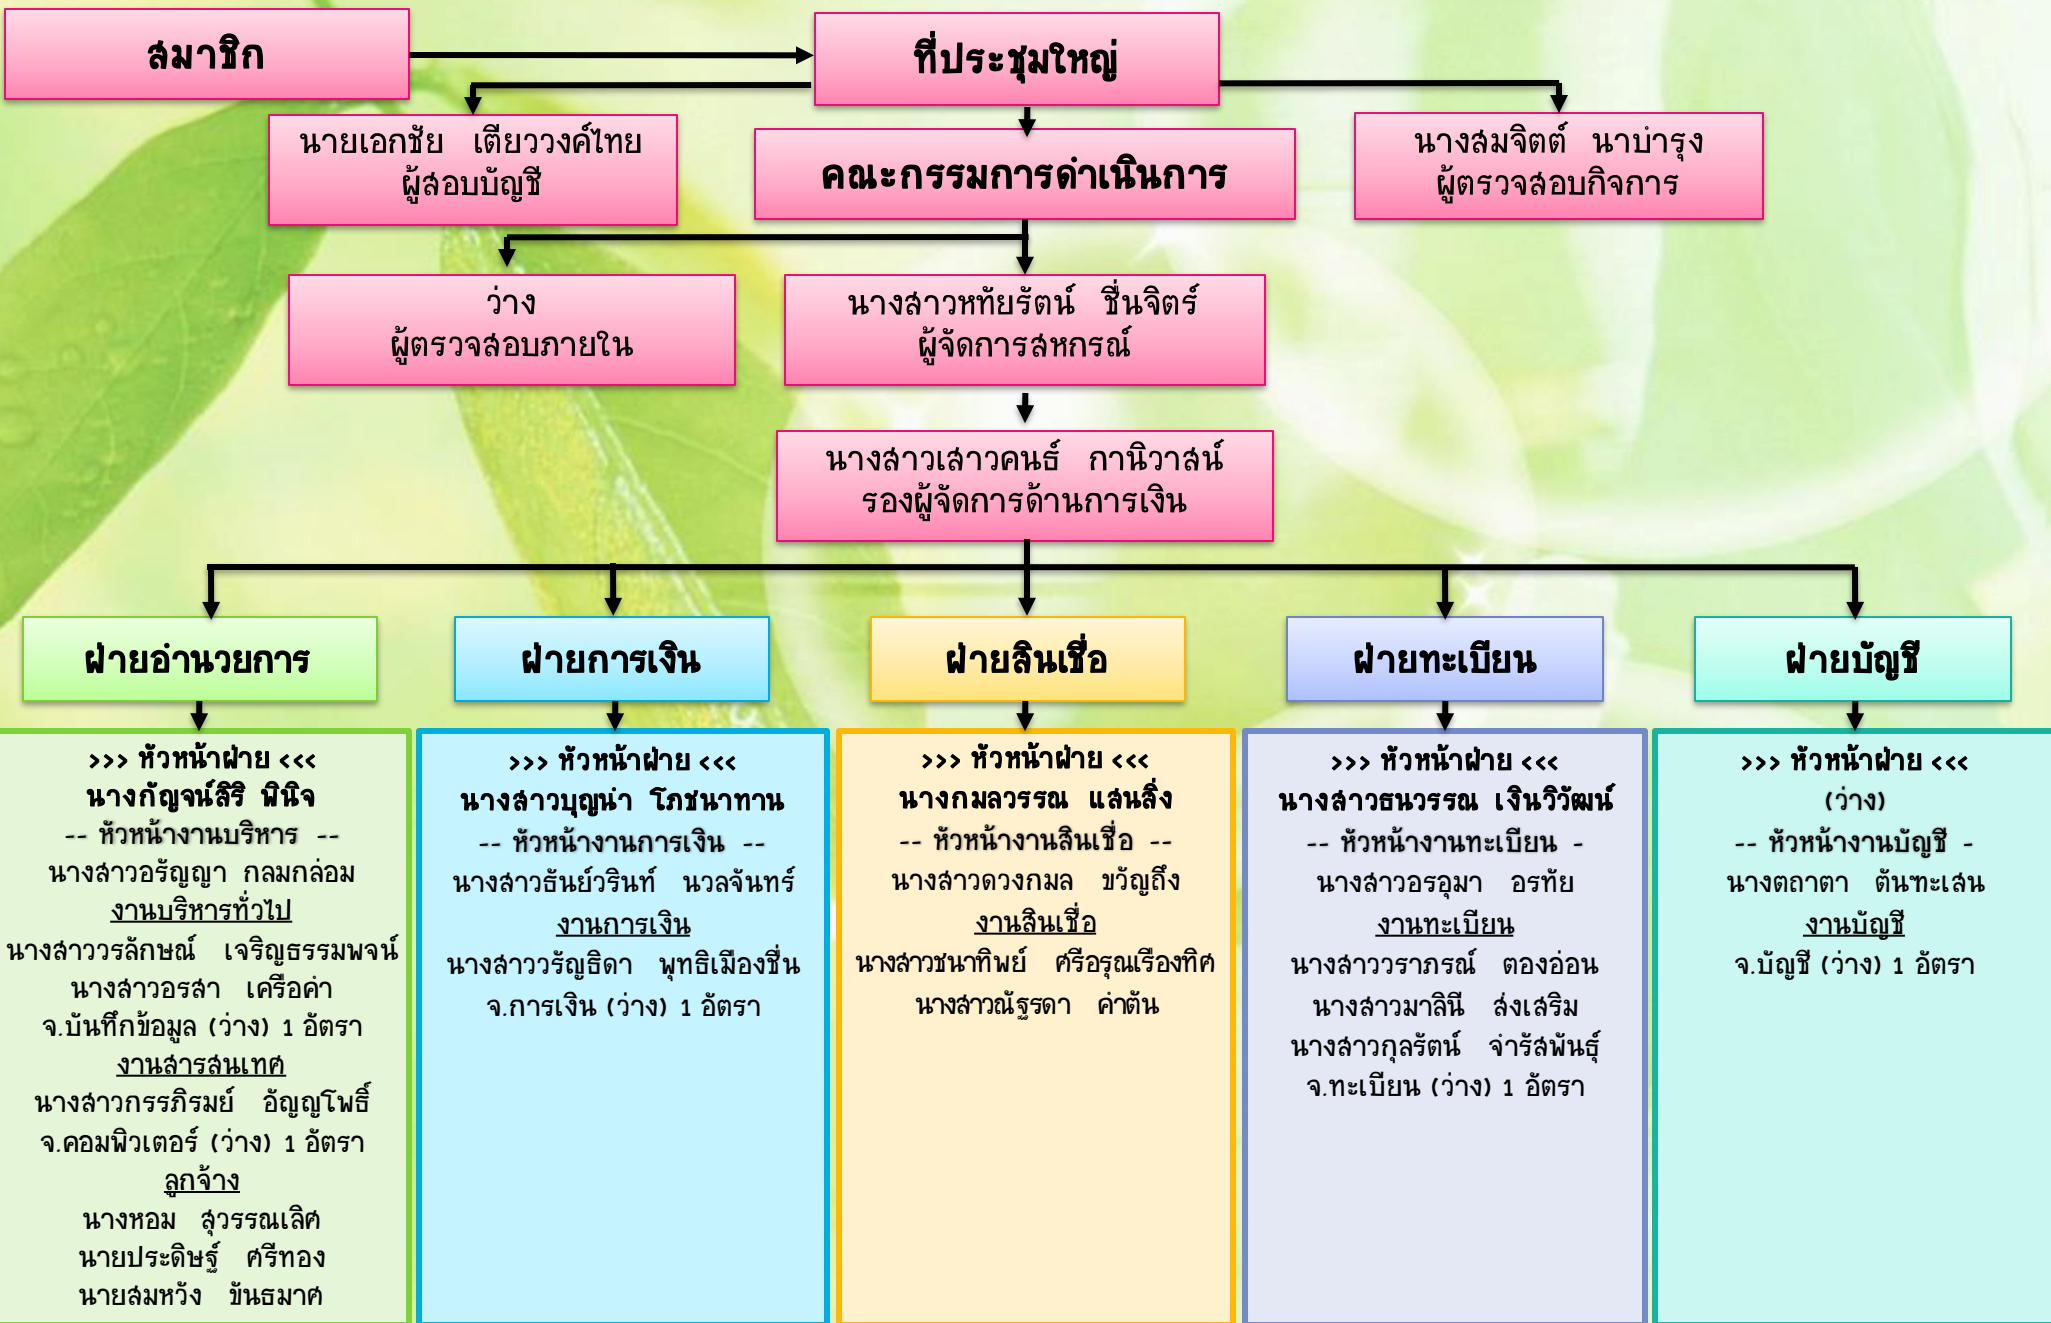 สมาชิก
ที่ประชุมใหญ่
นายเอกชัย เตียววงศ์ไทย
ผู้สอบบัญชี
คณะกรรมการดำเนินการ
นางสมจิตต์ นาบำรุง
ผู้ตรวจสอบกิจการ
ว่าง
ผู้ตรวจสอบภายใน
นางสาวหทัยรัตน์ ชื่นจิตร์
ผู้จัดการสหกรณ์
นางสาวเสาวคนธ์ กานิวาสน์
รองผู้จัดการด้านการเงิน
ฝ่ายอำนวยการ
ฝ่ายการเงิน
ฝ่ายสินเชื่อ
ฝ่ายทะเบียน
ฝ่ายบัญชี
>>> หัวหน้าฝ่าย <<<
นางกัญจน์สิริ พินิจ
-- หัวหน้างานบริหาร --
นางสาวอรัญญา กลมกล่อม
งานบริหารทั่วไป
นางสาววรลักษณ์ เจริญธรรมพจน์
นางสาวอรสา เครือคำ
จ.บันทึกข้อมูล (ว่าง) 1 อัตรา
งานสารสนเทศ
นางสาวกรรภิรมย์ อัญญโพธิ์
จ.คอมพิวเตอร์ (ว่าง) 1 อัตรา
ลูกจ้าง
นางหอม สุวรรณเลิศ
นายประดิษฐ์ ศรีทอง
นายสมหวัง ขันธมาศ
>>> หัวหน้าฝ่าย <<<
นางสาวบุญนำ โภชนาทาน
-- หัวหน้างานการเงิน --
นางสาวธันย์วรินท์ นวลจันทร์
งานการเงิน
นางสาววรัญธิดา พุทธิเมืองชื่น
จ.การเงิน (ว่าง) 1 อัตรา
>>> หัวหน้าฝ่าย <<<
นางกมลวรรณ แสนสิ่ง
-- หัวหน้างานสินเชื่อ --
นางสาวดวงกมล ขวัญถึง
งานสินเชื่อ
นางสาวชนาทิพย์ ศรีอรุณเรืองทิศ
นางสาวณัฐรดา คำตัน
>>> หัวหน้าฝ่าย <<<
นางสาวธนวรรณ เงินวิวัฒน์
-- หัวหน้างานทะเบียน -
นางสาวอรอุมา อรทัย
งานทะเบียน
นางสาววราภรณ์ ตองอ่อน
นางสาวมาลินี ส่งเสริม
นางสาวกุลรัตน์ จำรัสพันธุ์
จ.ทะเบียน (ว่าง) 1 อัตรา
>>> หัวหน้าฝ่าย <<<
(ว่าง)
-- หัวหน้างานบัญชี -
นางตถาตา ตันฑะเสน
งานบัญชี
จ.บัญชี (ว่าง) 1 อัตรา